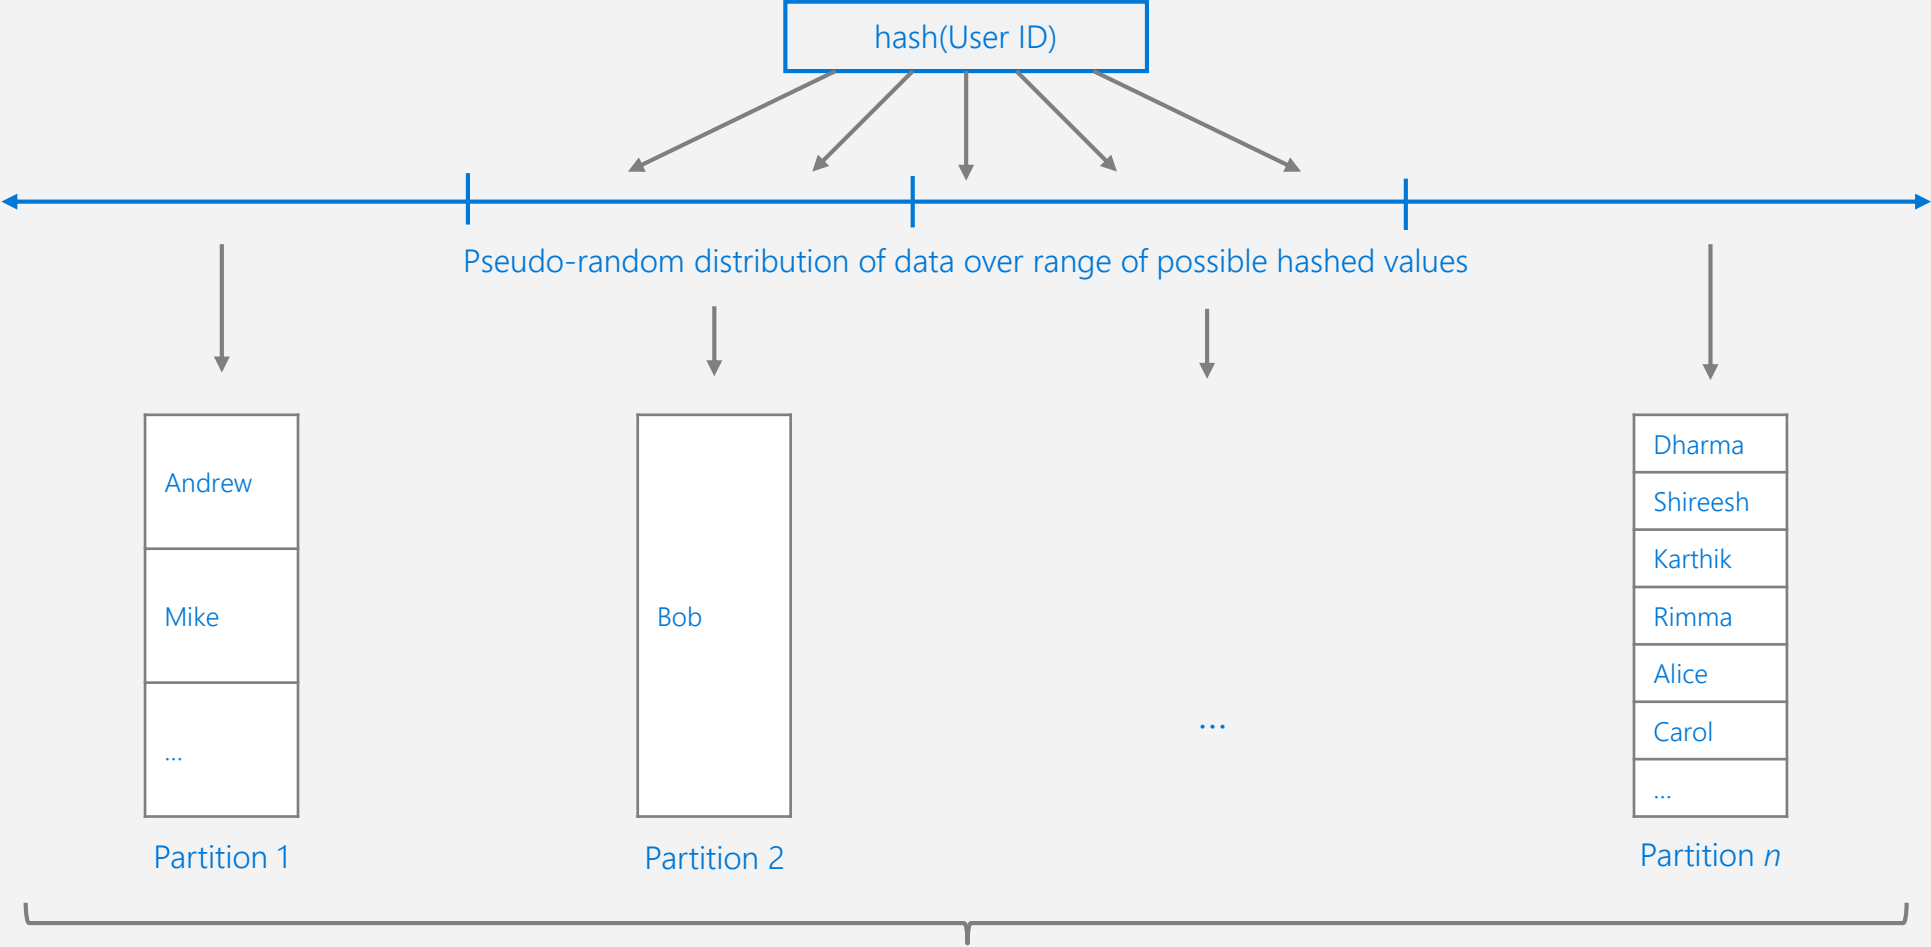 hash(User ID)
Pseudo-random distribution of data over range of possible hashed values
Andrew
Mike
...
Partition 1
Bob
Partition 2
...
Dharma
Shireesh
Karthik
Rimma
Alice
Carol
...
Partition n